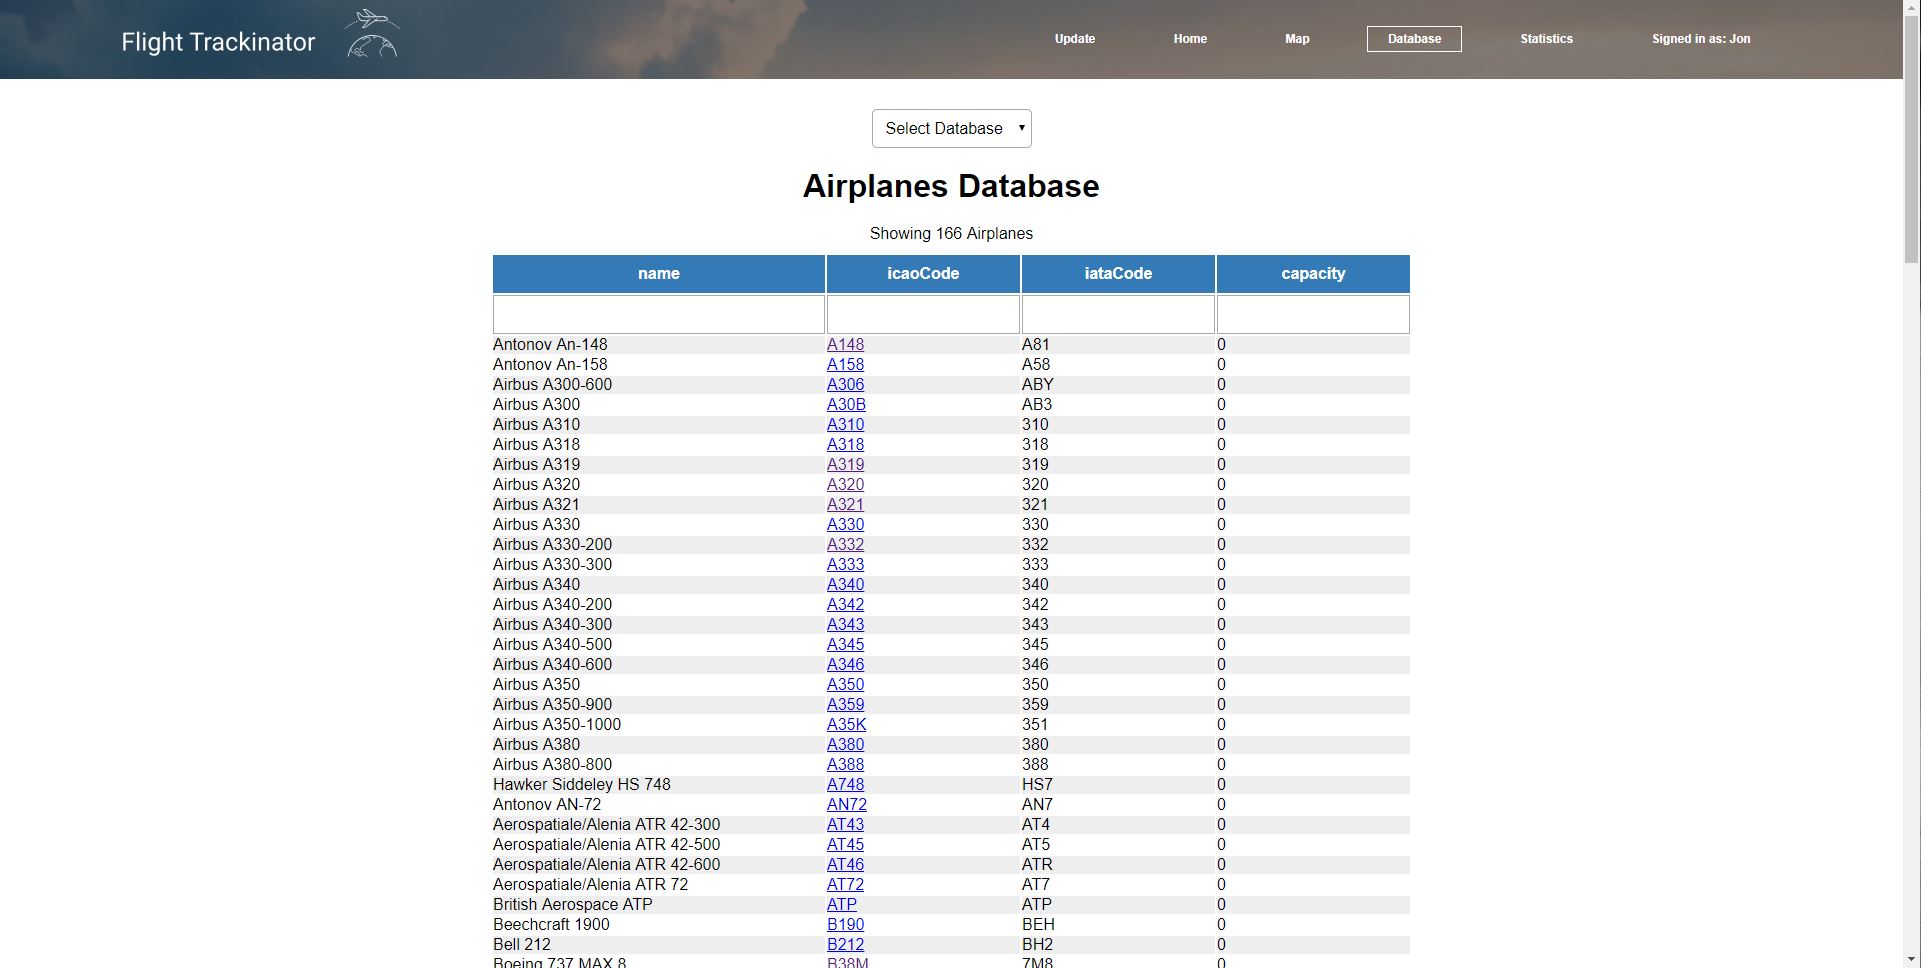 Flight Trackinator Update Home Map Database Statistics Signed in as: Jon
Select Database
Airplanes Database
Showing 166 Airplanes
name icaoCode iataCode capacity
Antonov An-148 A148 A81 0
Antonov An-158 A158 A58 0
Airbus A300-600 A306 ABY 0
Airbus A300 A30B AB3 0
Airbus A310 A310 310 0
Airbus A318 A318 318 0
Airbus A319 A319 319 0
Airbus A320 A320 320 0
Airbus A321 A321 321 0
Airbus A330 A330 330 0
Airbus A330-200 A332 332 0
Airbus A330-300 A333 333 0
Airbus A340 A340 340 0
Airbus A340-200 A342 342 0
Airbus A340-300 A343 343 0
Airbus A340-500 A345 345 0
Airbus A340-600 A346 346 0
Airbus A350 A350 350 0
Airbus A350-900 A359 359 0
Airbus A350-1000 A35K 351 0
Airbus A380 A380 380 0
Airbus A380-800 A388 388 0
Hawker Siddeley HS 748 A748 HS7 0
Antonov AN-72 AN72 AN7 0
Aerospatiale/Alenia ATR 42-300 AT43 AT4 0
Aerospatiale/Alenia ATR 42-500 AT45 AT5 0
Aerospatiale/Alenia ATR 42-600 AT46 ATR 0
Aerospatiale/Alenia ATR 72 AT72 AT7 0
British Aerospace ATP ATP ATP 0
Beechcraft 1900 B190 BEH 0
Bell 212 B212 BH2 0
Boeing 737 MAX 8 B38M 7M8 0